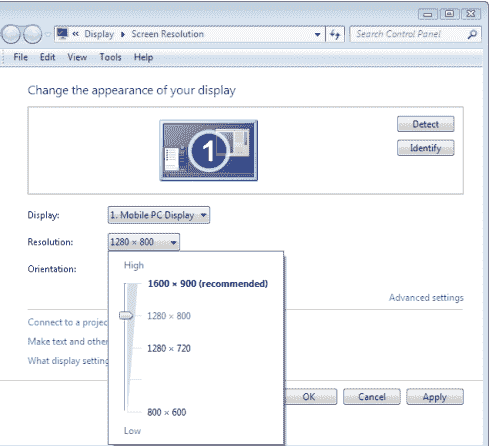 « Display ▸ Screen Resolution
Search Control Panel
File Edit View Tools Help
Change the appearance of your display
1
Detect
Identify
Display: 1. Mobile PC Display
Resolution: 1280 × 800
Orientation:
High
1600 × 900 (recommended)
1280 × 800
1280 × 720
800 × 600
Low
Advanced settings
Connect to a projec
Make text and other
What display setting
OK Cancel Apply